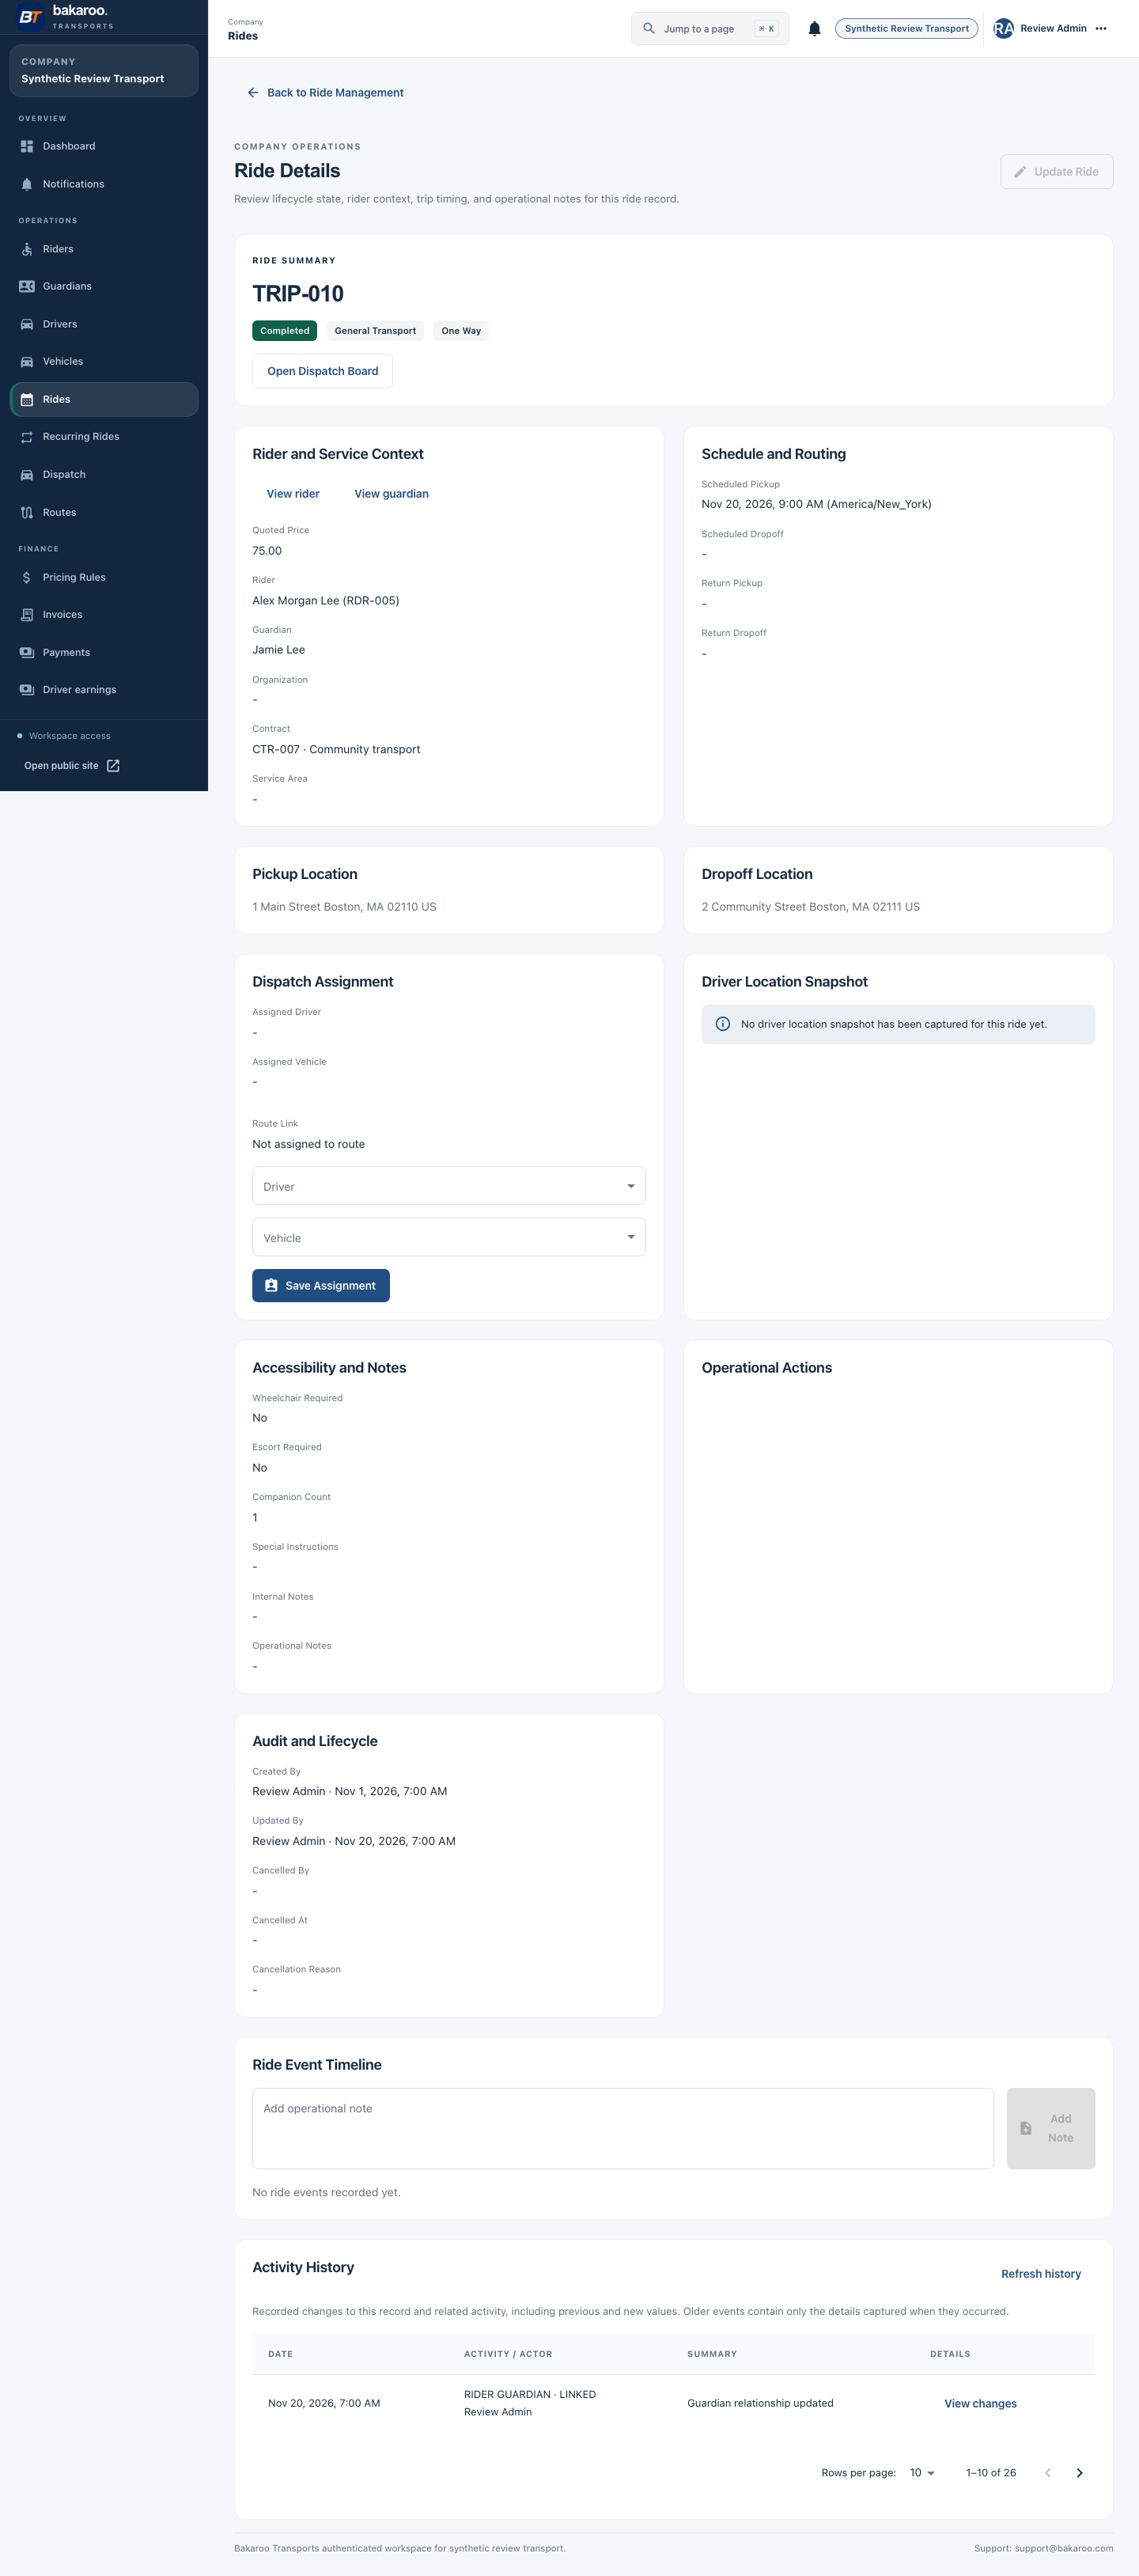 bakaroo.
TRANSPORTS
COMPANY
Synthetic Review Transport
OVERVIEW
Dashboard
Notifications
OPERATIONS
Riders
Guardians
Drivers
Vehicles
Rides
Recurring Rides
Dispatch
Routes
FINANCE
Pricing Rules
Invoices
Payments
Driver earnings
Workspace access
Open public site
Company
Rides
Jump to a page
⌘ K
Synthetic Review Transport
RA
Review Admin
Back to Ride Management
COMPANY OPERATIONS
Ride Details
Review lifecycle state, rider context, trip timing, and operational notes for this ride record.
Update Ride
RIDE SUMMARY
TRIP-010
Completed
General Transport
One Way
Open Dispatch Board
Rider and Service Context
View rider
View guardian
Quoted Price
75.00
Rider
Alex Morgan Lee (RDR-005)
Guardian
Jamie Lee
Organization
-
Contract
CTR-007 · Community transport
Service Area
-
Schedule and Routing
Scheduled Pickup
Nov 20, 2026, 9:00 AM (America/New_York)
Scheduled Dropoff
-
Return Pickup
-
Return Dropoff
-
Pickup Location
1 Main Street Boston, MA 02110 US
Dropoff Location
2 Community Street Boston, MA 02111 US
Dispatch Assignment
Assigned Driver
-
Assigned Vehicle
-
Route Link
Not assigned to route
Driver
Vehicle
Save Assignment
Driver Location Snapshot
No driver location snapshot has been captured for this ride yet.
Accessibility and Notes
Wheelchair Required
No
Escort Required
No
Companion Count
1
Special Instructions
-
Internal Notes
-
Operational Notes
-
Operational Actions
Audit and Lifecycle
Created By
Review Admin · Nov 1, 2026, 7:00 AM
Updated By
Review Admin · Nov 20, 2026, 7:00 AM
Cancelled By
-
Cancelled At
-
Cancellation Reason
-
Ride Event Timeline
Add operational note
Add
Note
No ride events recorded yet.
Activity History
Refresh history
Recorded changes to this record and related activity, including previous and new values. Older events contain only the details captured when they occurred.
DATE
ACTIVITY / ACTOR
SUMMARY
DETAILS
Nov 20, 2026, 7:00 AM
RIDER GUARDIAN · LINKED
Review Admin
Guardian relationship updated
View changes
Rows per page:
10
1–10 of 26
Bakaroo Transports authenticated workspace for synthetic review transport.
Support: support@bakaroo.com